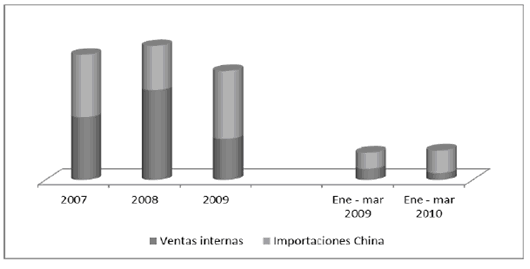 2007 2008 2009 Ene - mar Ene - mar
2009 2010
Ventas internas Importaciones China